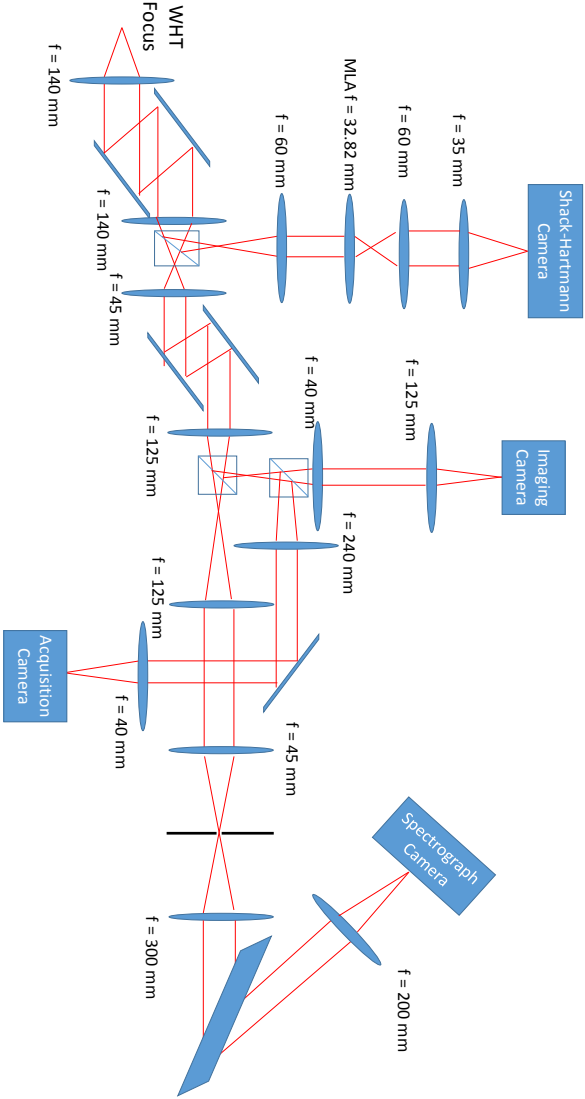 WHT
Focus
f = 140 mm
f = 140 mm
f = 45 mm
f = 60 mm
MLA f = 32.82 mm
f = 60 mm
f = 35 mm
Shack-Hartmann
Camera
f = 125 mm
f = 40 mm
f = 125 mm
Imaging
Camera
f = 240 mm
f = 125 mm
Acquisition
Camera
f = 40 mm
f = 45 mm
f = 300 mm
f = 200 mm
Spectrograph
Camera